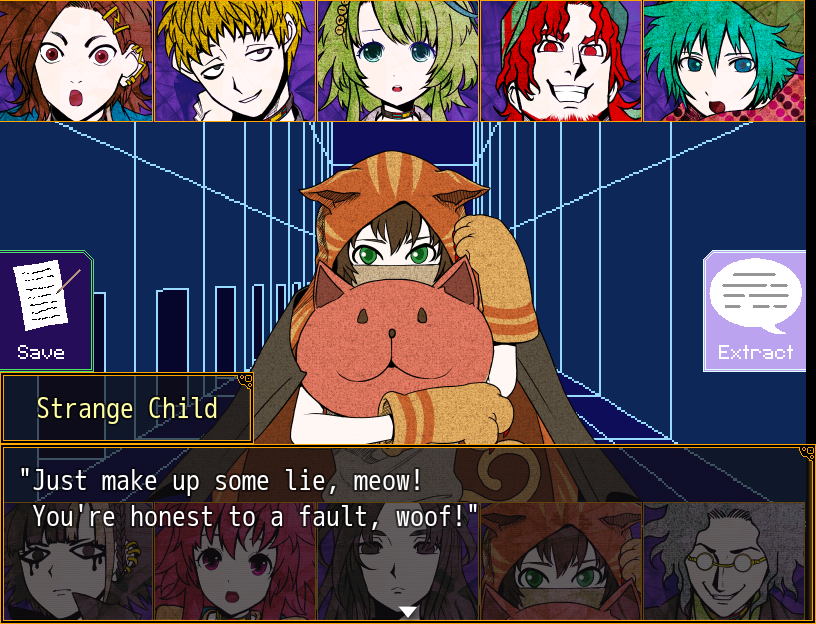 Save
Extract
Strange Child
"Just make up some lie, meow!
You're honest to a fault, woof!"